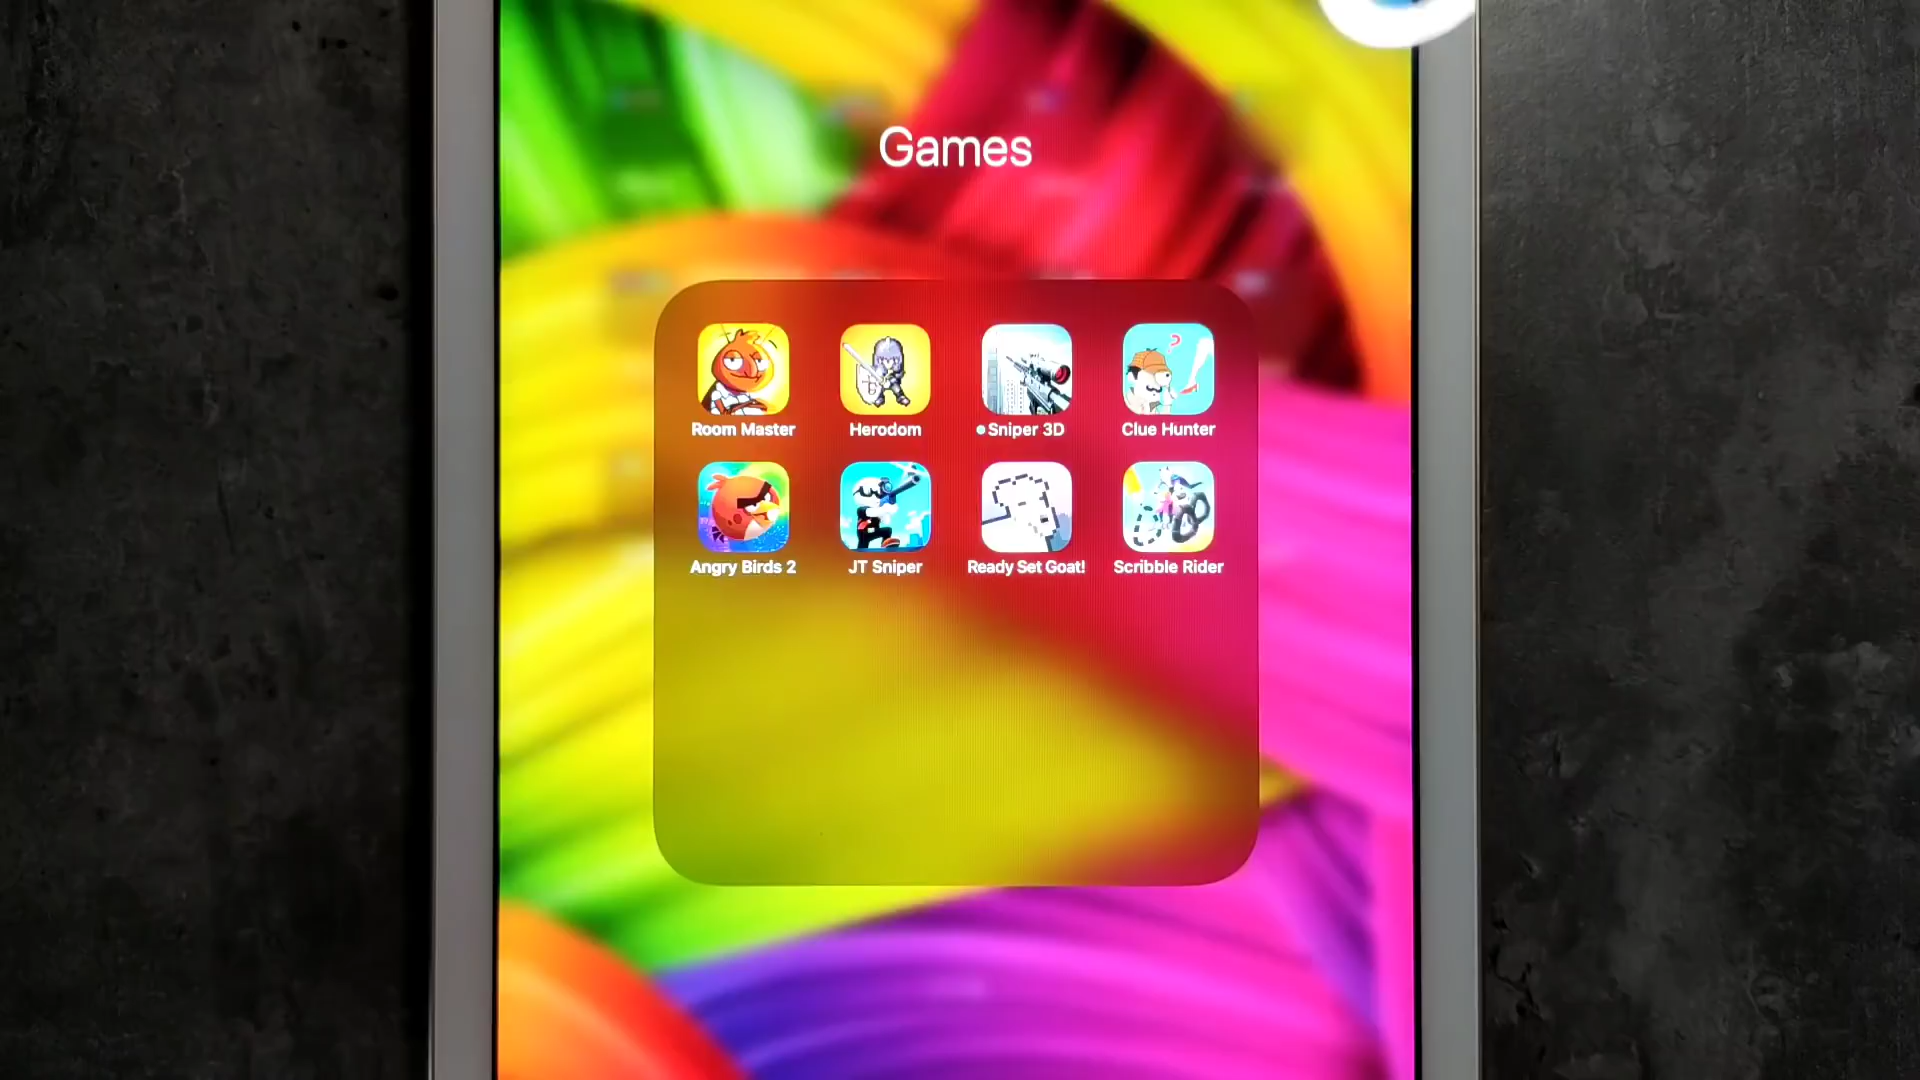 Games
Room Master
Herodom
Sniper 3D
Clue Hunter
Angry Birds 2
JT Sniper
Ready Set Goat!
Scribble Rider